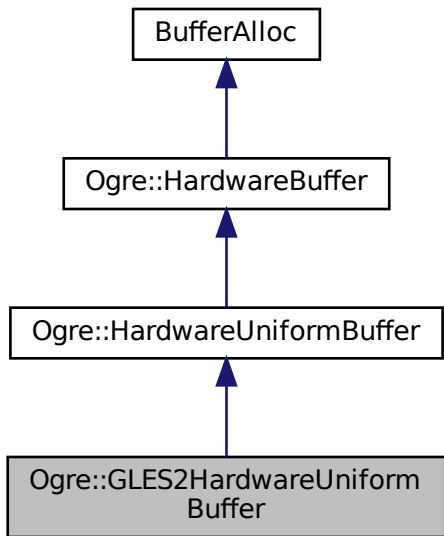 BufferAlloc
Ogre::HardwareBuffer
Ogre::HardwareUniformBuffer
Ogre::GLES2HardwareUniform
Buffer